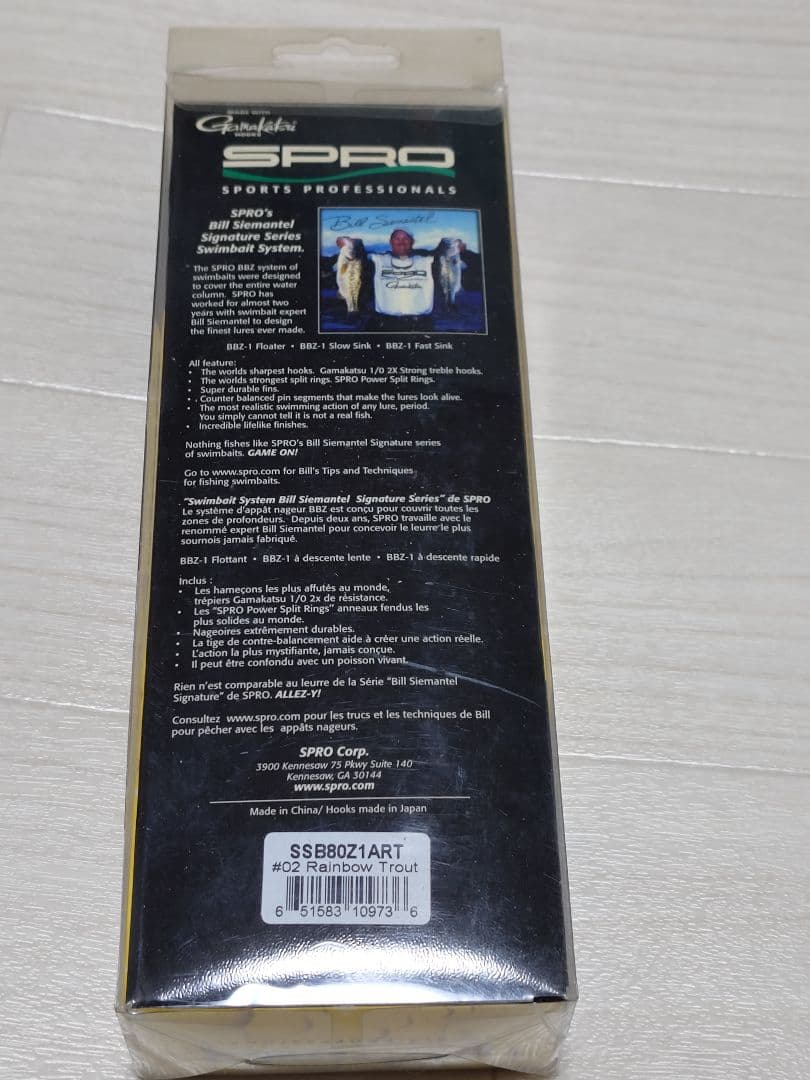 MADE WITH
Gamakatsu
HOOKS
SPRO
SPORTS PROFESSIONALS
SPRO's
Bill Siemantel
Signature Series
Swimbait System.
The SPRO BBZ system of
swimbaits were designed
to cover the entire water
column. SPRO has
worked for almost two
years with swimbait expert
Bill Siemantel to design
the finest lures ever made.
Bill Siemantel
SPRO
Gamakatsu
BBZ-1 Floater • BBZ-1 Slow Sink • BBZ-1 Fast Sink
All feature:
• The worlds sharpest hooks. Gamakatsu 1/0 2X Strong treble hooks.
• The worlds strongest split rings. SPRO Power Split Rings.
• Super durable fins.
• Counter balanced pin segments that make the lures look alive.
• The most realistic swimming action of any lure, period.
You simply cannot tell it is not a real fish.
• Incredible lifelike finishes.
Nothing fishes like SPRO's Bill Siemantel Signature series
of swimbaits. GAME ON!
Go to www.spro.com for Bill's Tips and Techniques
for fishing swimbaits.
"Swimbait System Bill Siemantel Signature Series" de SPRO
Le système d'appât nageur BBZ est conçu pour couvrir toutes les
zones de profondeurs. Depuis deux ans, SPRO travaille avec le
renommé expert Bill Siemantel pour concevoir le leurre le plus
sournois jamais fabriqué.
BBZ-1 Flottant • BBZ-1 à descente lente • BBZ-1 à descente rapide
Inclus :
• Les hameçons les plus affutés au monde,
trépiers Gamakatsu 1/0 2x de résistance.
• Les "SPRO Power Split Rings" anneaux fendus les
plus solides au monde.
• Nageoires extrêmement durables.
• La tige de contre-balancement aide à créer une action réelle.
• L'action la plus mystifiante, jamais conçue.
• Il peut être confondu avec un poisson vivant.
Rien n'est comparable au leurre de la Série "Bill Siemantel
Signature" de SPRO. ALLEZ-Y!
Consultez www.spro.com pour les trucs et les techniques de Bill
pour pêcher avec les appâts nageurs.
SPRO Corp.
3900 Kennesaw 75 Pkwy Suite 140
Kennesaw, GA 30144
www.spro.com
Made in China/ Hooks made in Japan
SSB80Z1ART
#02 Rainbow Trout
6 51583 10973 6